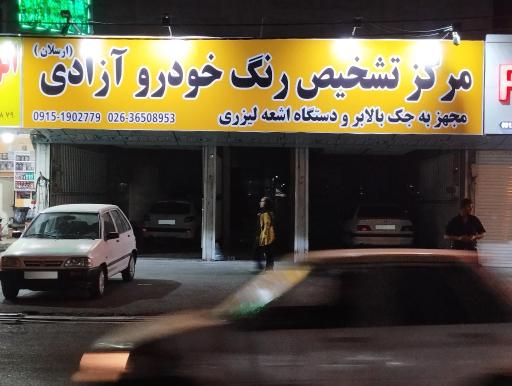 مرکز تشخیص رنگ خودرو آزادی (ارسلان)
مجهز به جک بالابر و دستگاه اشعه لیزری
0915-1902779 026-36508953